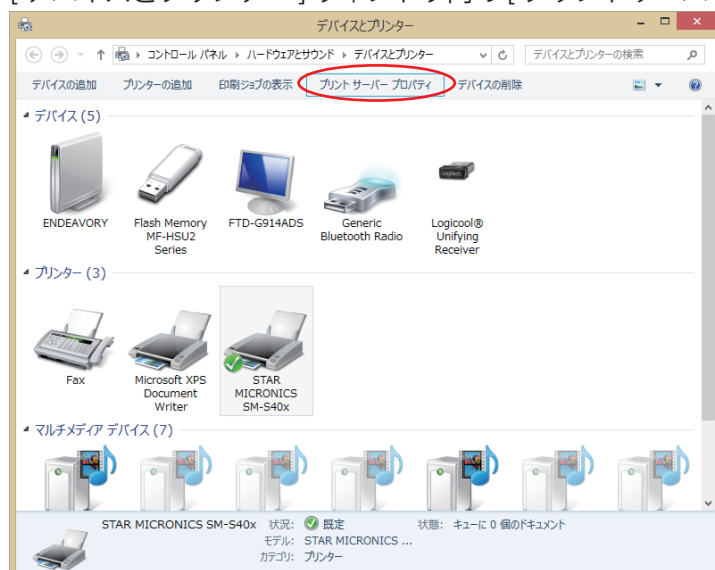 デバイスとプリンター
コントロール パネル ▸ ハードウェアとサウンド ▸ デバイスとプリンター
デバイスとプリンターの検索
デバイスの追加 プリンターの追加 印刷ジョブの表示 プリント サーバー プロパティ デバイスの削除
デバイス (5)
ENDEAVORY
Flash Memory
MF-HSU2
Series
FTD-G914ADS
Generic
Bluetooth Radio
Logicool®
Unifying
Receiver
プリンター (3)
Fax
Microsoft XPS
Document
Writer
STAR
MICRONICS
SM-S40x
マルチメディア デバイス (7)
STAR MICRONICS SM-S40x 状況: 既定 状態: キューに 0 個のドキュメント
モデル: STAR MICRONICS ...
カテゴリ: プリンター